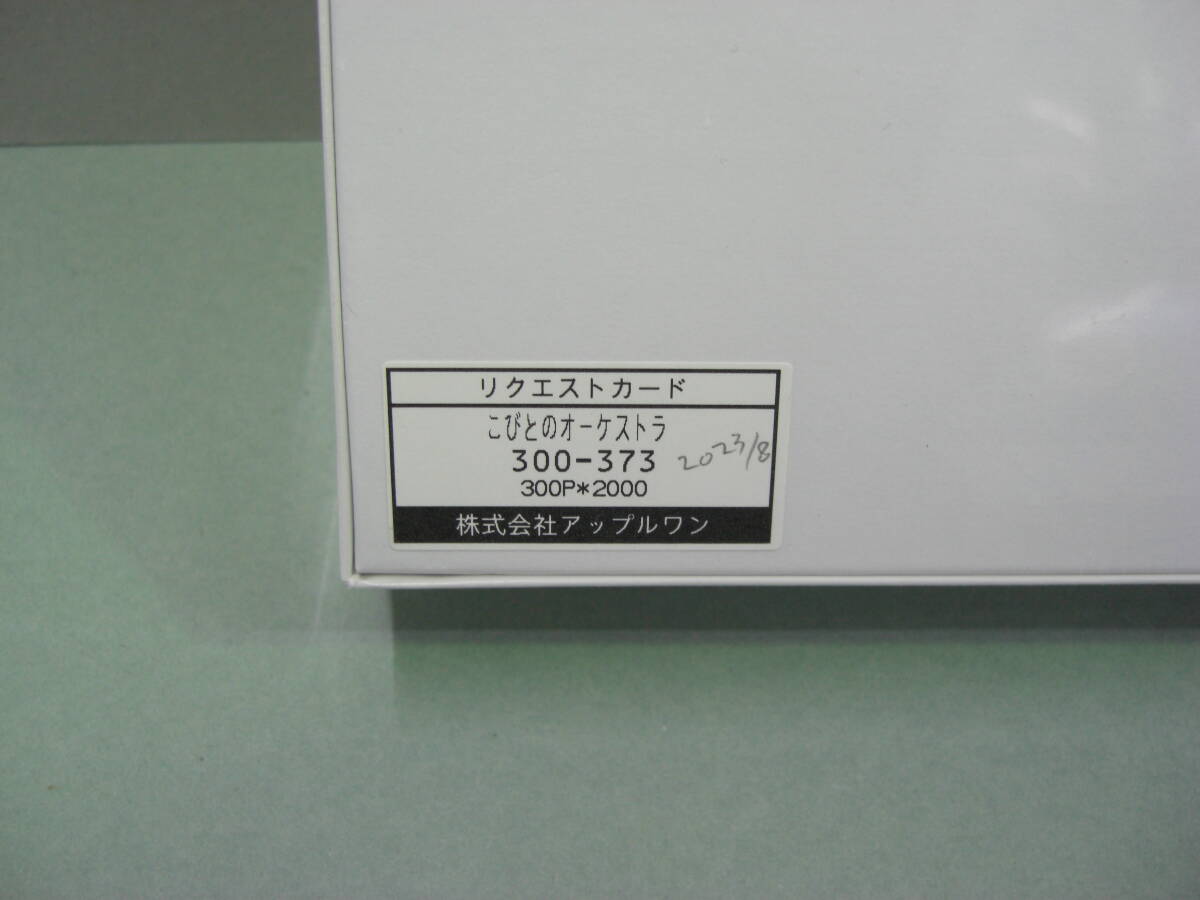 リクエストカード
こびとのオーケストラ
300-373 2023/8
300P*2000
株式会社アップルワン